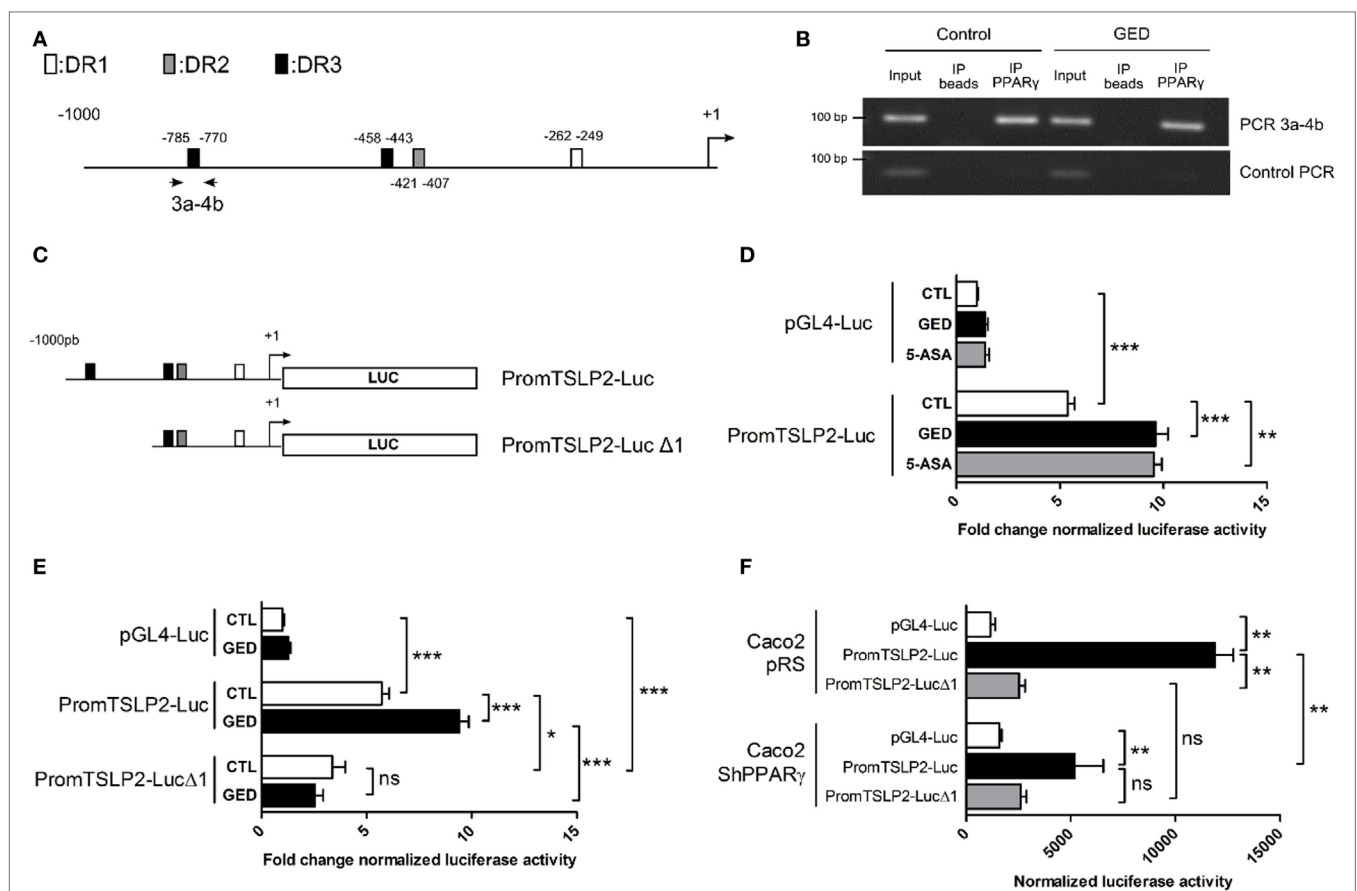 A
:DR1 :DR2 :DR3
-1000
+1
-785 -770
-458 -443
-262 -249
-421 -407
3a-4b
B
Control GED
Input IP beads IP PPARγ Input IP beads IP PPARγ
100 bp
PCR 3a-4b
100 bp
Control PCR
C
-1000pb
+1
LUC
PromTSLP2-Luc
+1
LUC
PromTSLP2-Luc Δ1
D
pGL4-Luc
CTL
GED
5-ASA
***
PromTSLP2-Luc
CTL
GED
5-ASA
***
**
0 5 10 15
Fold change normalized luciferase activity
E
pGL4-Luc
CTL
GED
***
***
PromTSLP2-Luc
CTL
GED
***
*
***
PromTSLP2-LucΔ1
CTL
GED
ns
0 5 10 15
Fold change normalized luciferase activity
F
Caco2
pRS
pGL4-Luc
PromTSLP2-Luc
PromTSLP2-LucΔ1
**
**
**
ns
Caco2
ShPPARγ
pGL4-Luc
PromTSLP2-Luc
PromTSLP2-LucΔ1
**
ns
0 5000 10000 15000
Normalized luciferase activity